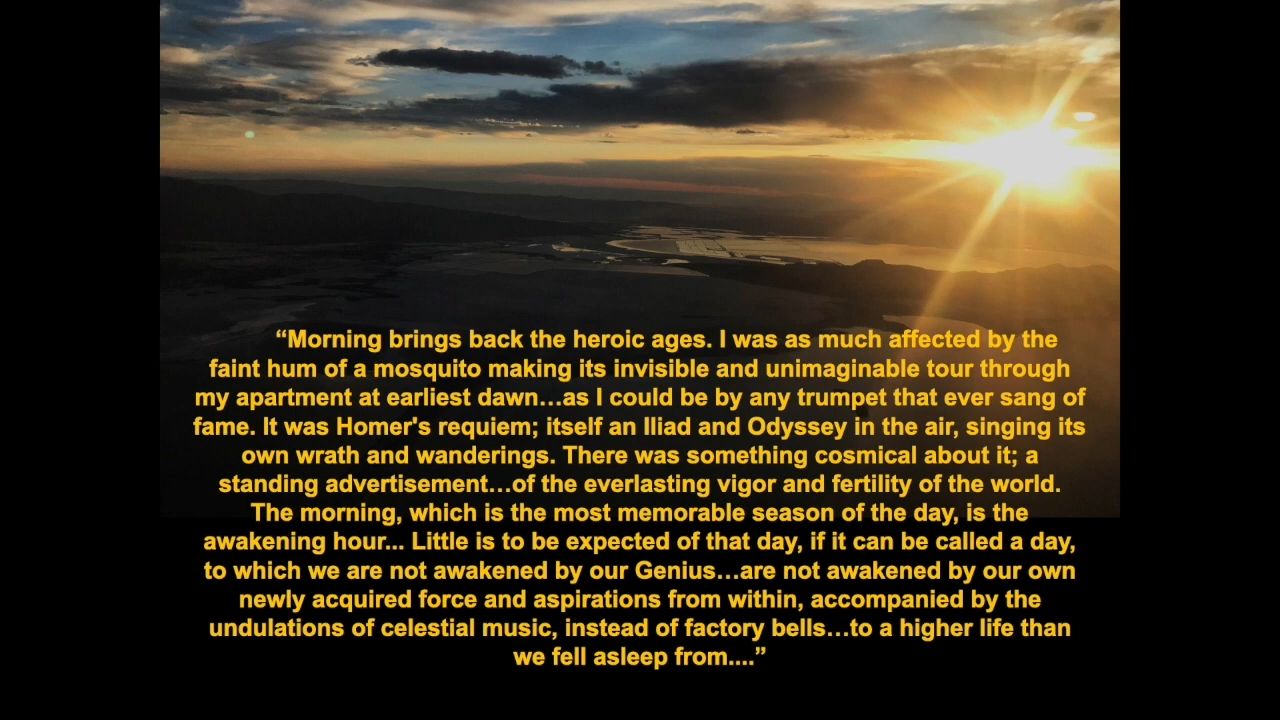 “Morning brings back the heroic ages. I was as much affected by the
faint hum of a mosquito making its invisible and unimaginable tour through
my apartment at earliest dawn…as I could be by any trumpet that ever sang of
fame. It was Homer's requiem; itself an Iliad and Odyssey in the air, singing its
own wrath and wanderings. There was something cosmical about it; a
standing advertisement…of the everlasting vigor and fertility of the world.
The morning, which is the most memorable season of the day, is the
awakening hour... Little is to be expected of that day, if it can be called a day,
to which we are not awakened by our Genius…are not awakened by our own
newly acquired force and aspirations from within, accompanied by the
undulations of celestial music, instead of factory bells…to a higher life than
we fell asleep from....”